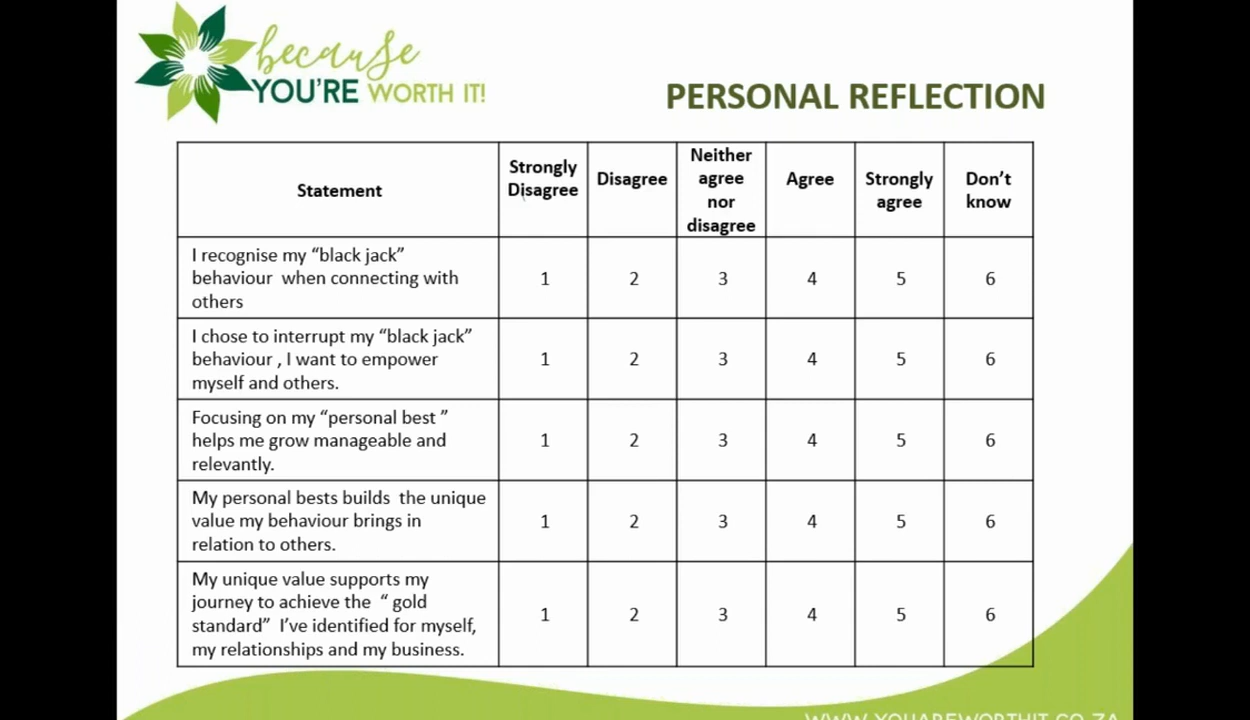 because
YOU'RE WORTH IT!
PERSONAL REFLECTION
Statement
Strongly
Disagree
Disagree
Neither
agree
nor
disagree
Agree
Strongly
agree
Don't
know
I recognise my “black jack”
behaviour when connecting with
others
1 2 3 4 5 6
I chose to interrupt my “black jack”
behaviour , I want to empower
myself and others.
1 2 3 4 5 6
Focusing on my “personal best ”
helps me grow manageable and
relevantly.
1 2 3 4 5 6
My personal bests builds the unique
value my behaviour brings in
relation to others.
1 2 3 4 5 6
My unique value supports my
journey to achieve the “ gold
standard” I’ve identified for myself,
my relationships and my business.
1 2 3 4 5 6
WWW.YOUAREWORTHIT.CO.ZA